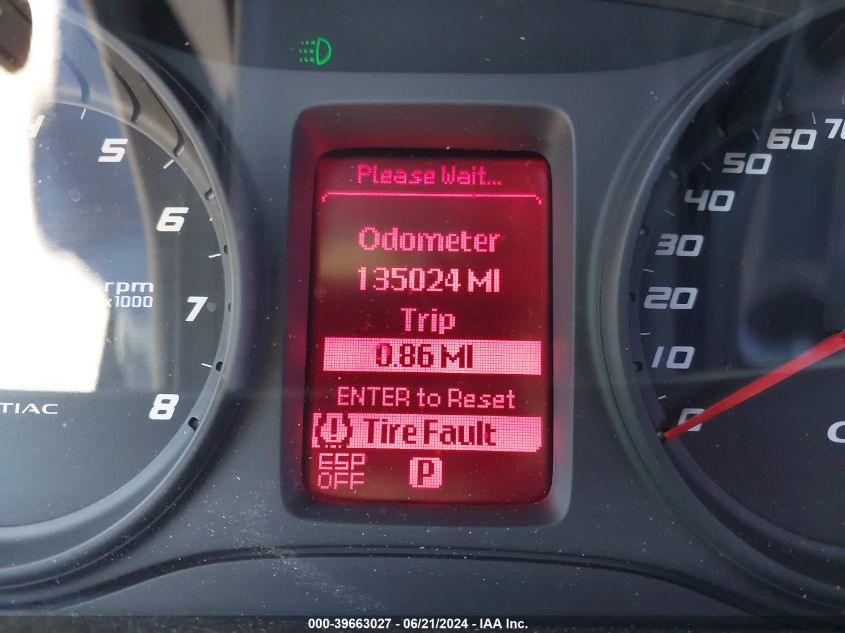 Please Wait...
Odometer
135024 MI
Trip
0.86 MI
ENTER to Reset
Tire Fault
ESP
OFF
P
5
6
7
8
rpm
x1000
TIAC
0
10
20
30
40
50
60
000-39663027 - 06/21/2024 - IAA Inc.